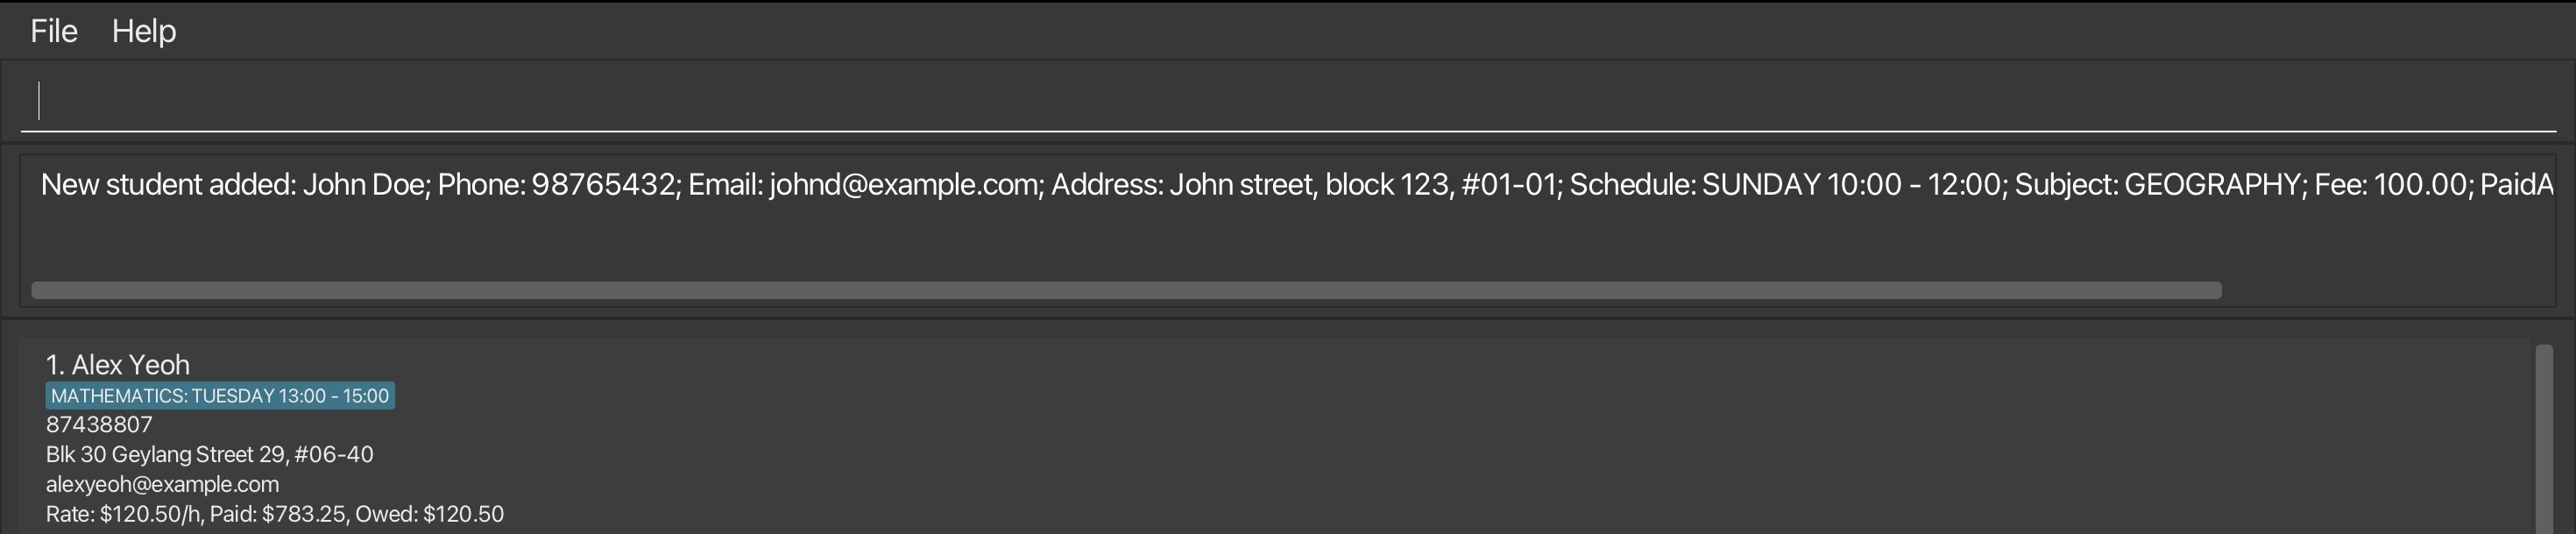 File Help
New student added: John Doe; Phone: 98765432; Email: johnd@example.com; Address: John street, block 123, #01-01; Schedule: SUNDAY 10:00 - 12:00; Subject: GEOGRAPHY; Fee: 100.00; PaidA
1. Alex Yeoh
MATHEMATICS: TUESDAY 13:00 - 15:00
87438807
Blk 30 Geylang Street 29, #06-40
alexyeoh@example.com
Rate: $120.50/h, Paid: $783.25, Owed: $120.50